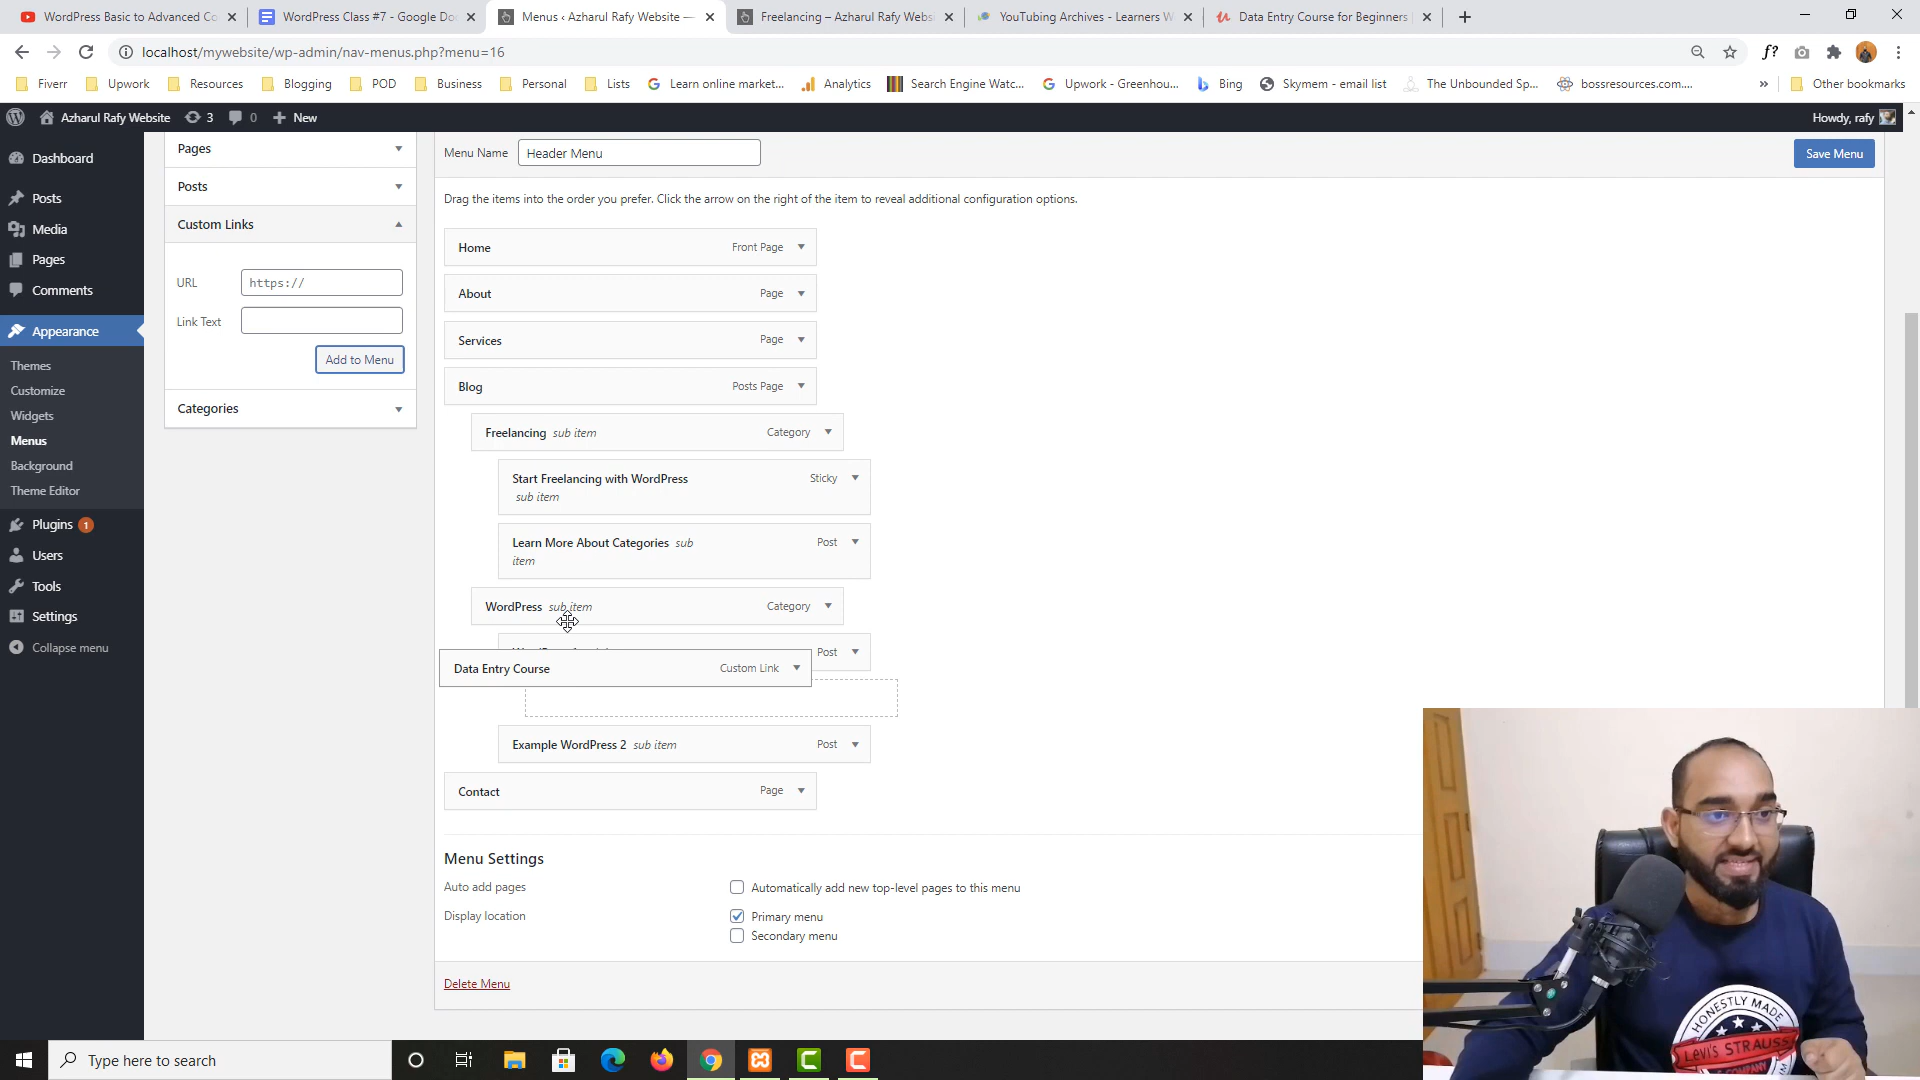 WordPress Basic to Advanced Co
WordPress Class #7 - Google Doc
Menus ‹ Azharul Rafy Website —
Freelancing – Azharul Rafy Websi
YouTubing Archives - Learners W
Data Entry Course for Beginners
localhost/mywebsite/wp-admin/nav-menus.php?menu=16
f?
Fiverr
Upwork
Resources
Blogging
POD
Business
Personal
Lists
Learn online market...
Analytics
Search Engine Watc...
Upwork - Greenhou...
Bing
Skymem - email list
The Unbounded Sp...
bossresources.com....
»
Other bookmarks
Azharul Rafy Website
3
0
New
Howdy, rafy
Dashboard
Posts
Media
Pages
Comments
Appearance
Themes
Customize
Widgets
Menus
Background
Theme Editor
Plugins 1
Users
Tools
Settings
Collapse menu
Pages
Posts
Custom Links
URL
https://
Link Text
Add to Menu
Categories
Menu Name
Header Menu
Save Menu
Drag the items into the order you prefer. Click the arrow on the right of the item to reveal additional configuration options.
Home
Front Page
About
Page
Services
Page
Blog
Posts Page
Freelancing sub item
Category
Start Freelancing with WordPress
sub item
Sticky
Learn More About Categories sub
item
Post
WordPress sub item
Category
Post
Data Entry Course
Custom Link
Example WordPress 2 sub item
Post
Contact
Page
Menu Settings
Auto add pages
Automatically add new top-level pages to this menu
Display location
Primary menu
Secondary menu
Delete Menu
HONESTLY MADE
LEVI'S STRAUSS
Type here to search